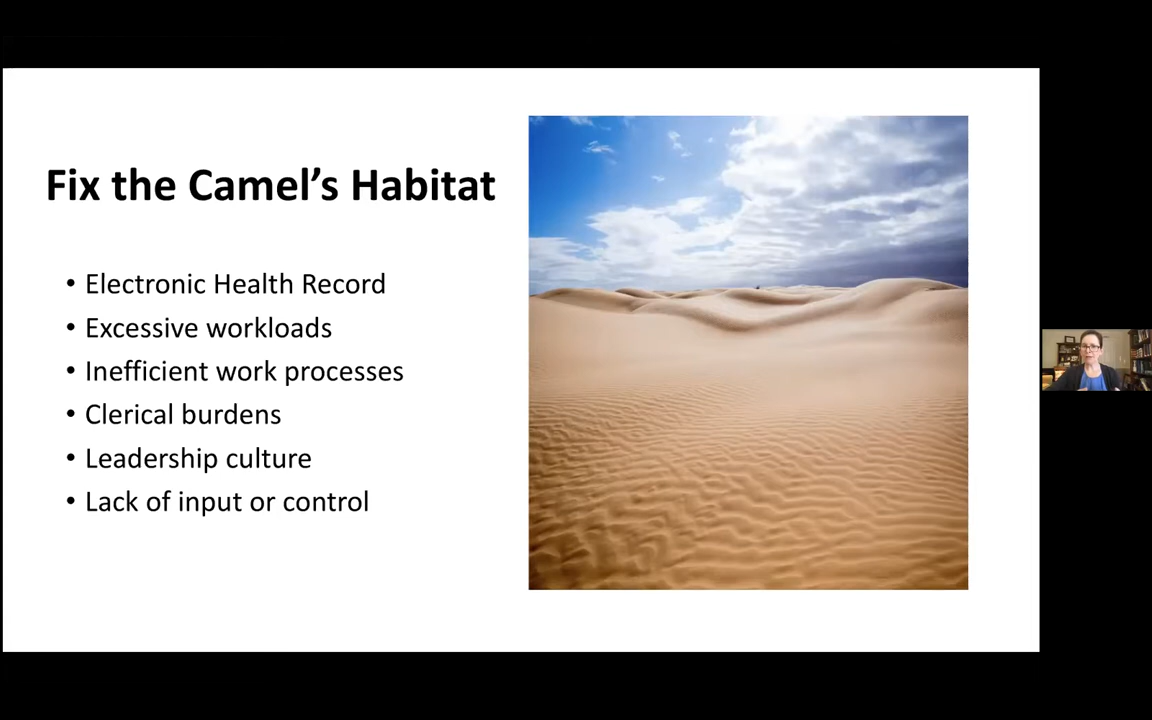 Fix the Camel’s Habitat
• Electronic Health Record
• Excessive workloads
• Inefficient work processes
• Clerical burdens
• Leadership culture
• Lack of input or control